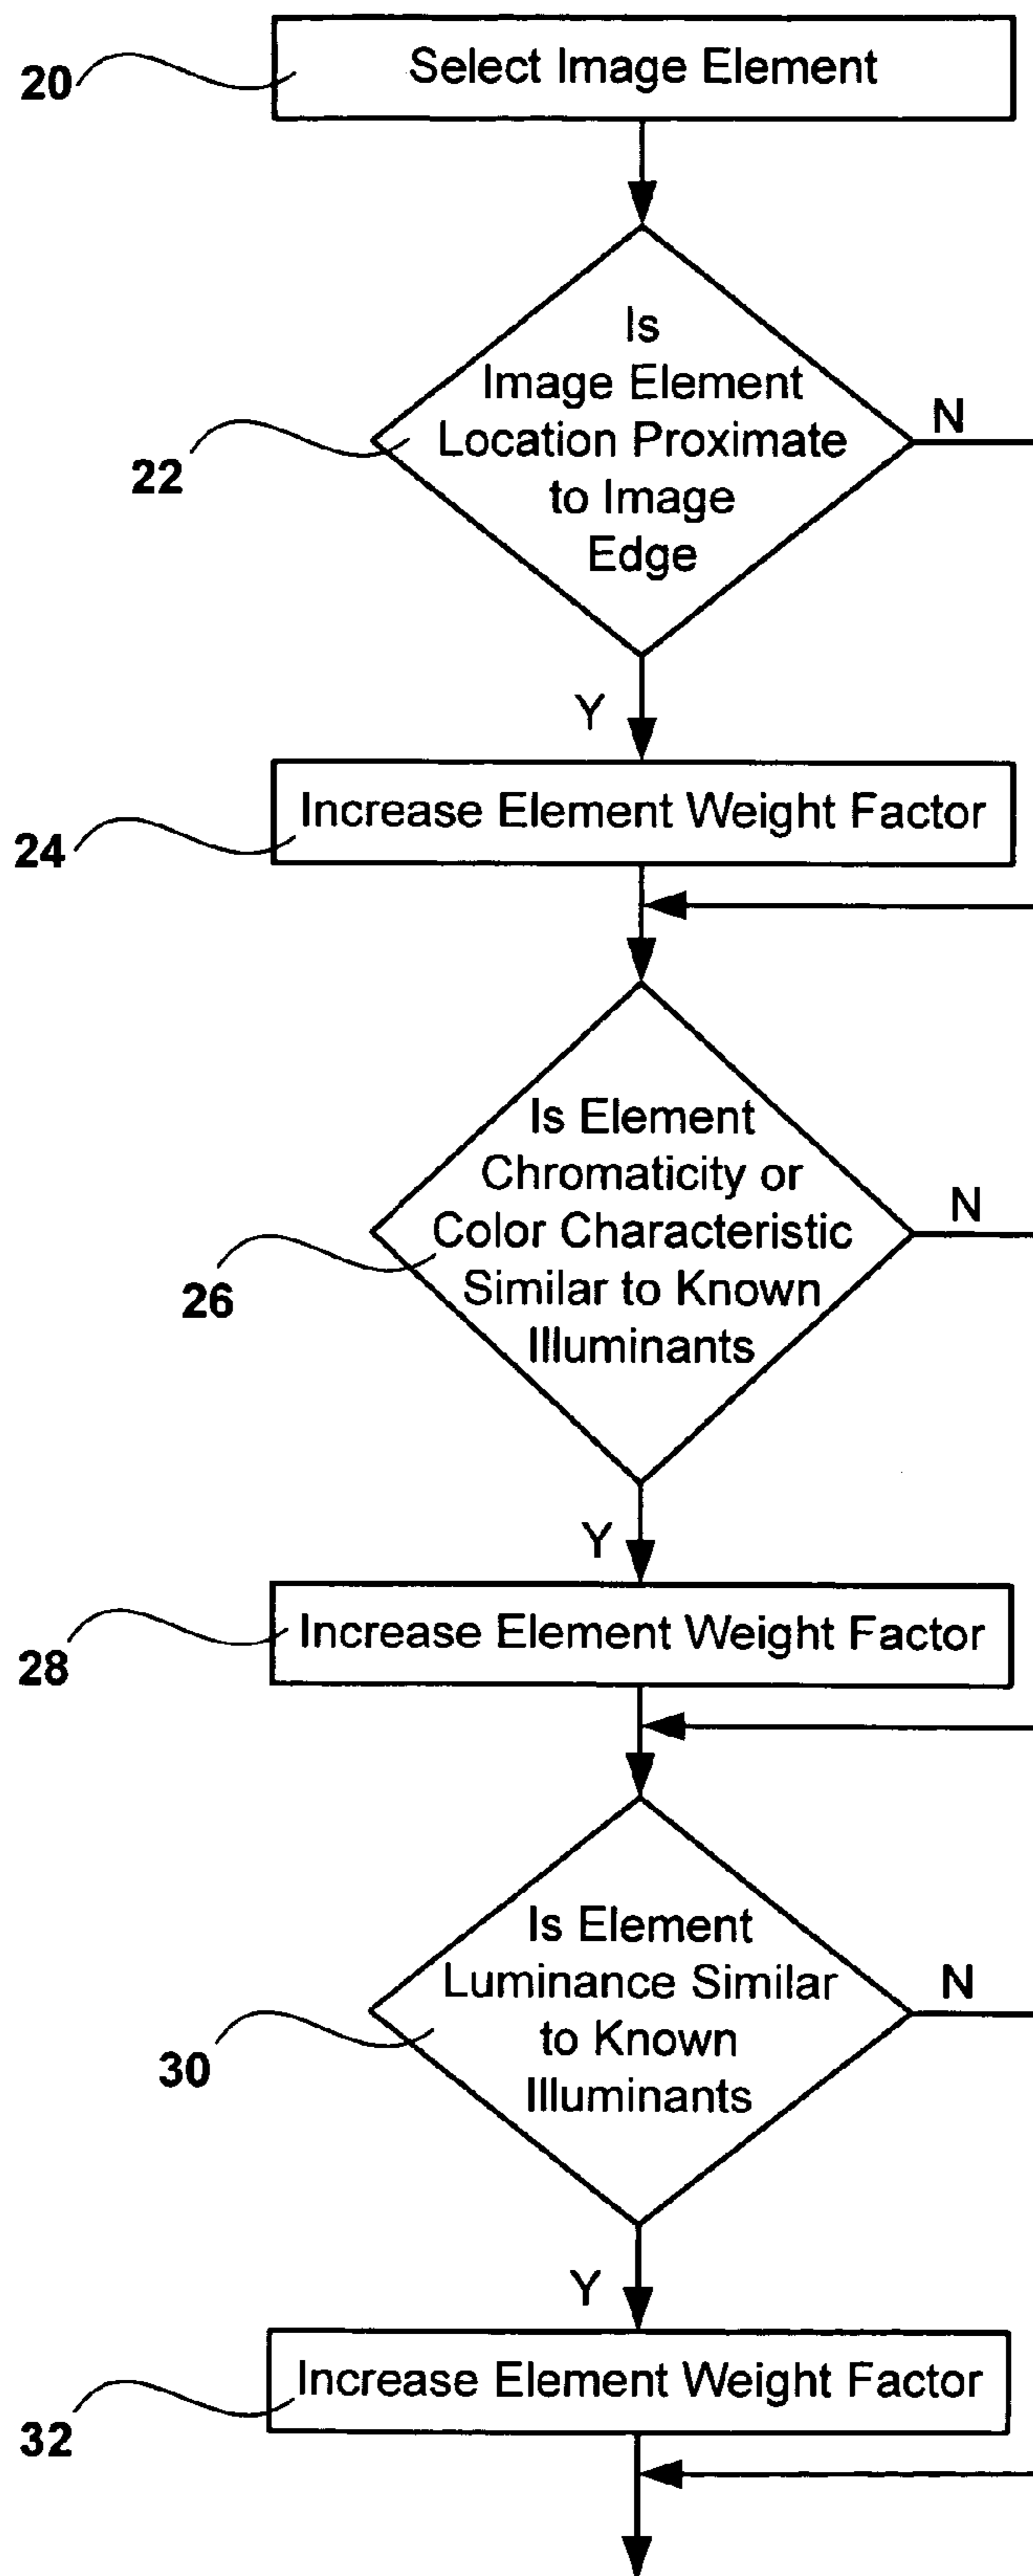 20
Select Image Element
Is
Image Element
Location Proximate
to Image
Edge
N
22
Y
Increase Element Weight Factor
24
Is Element
Chromaticity or
Color Characteristic
Similar to Known
Illuminants
N
26
Y
Increase Element Weight Factor
28
Is Element
Luminance Similar
to Known
Illuminants
N
30
Y
Increase Element Weight Factor
32